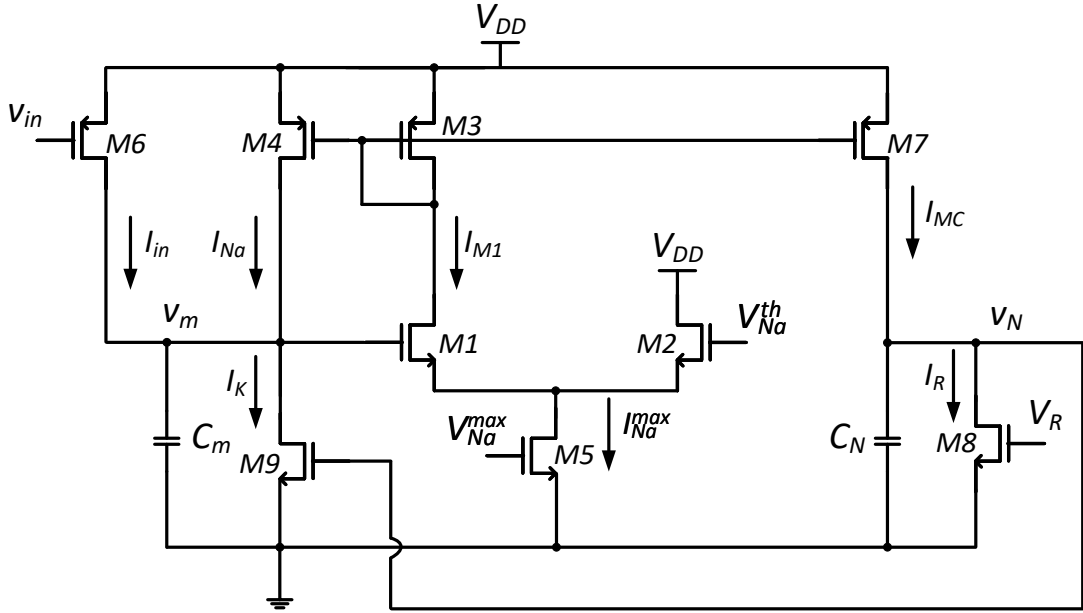 V_DD
v_in
M6
M4
M3
M7
I_in
I_Na
I_M1
I_MC
V_DD
v_m
M1
M2
V_Na^th
v_N
I_K
V_Na^max
I_Na^max
I_R
V_R
C_m
M9
M5
C_N
M8